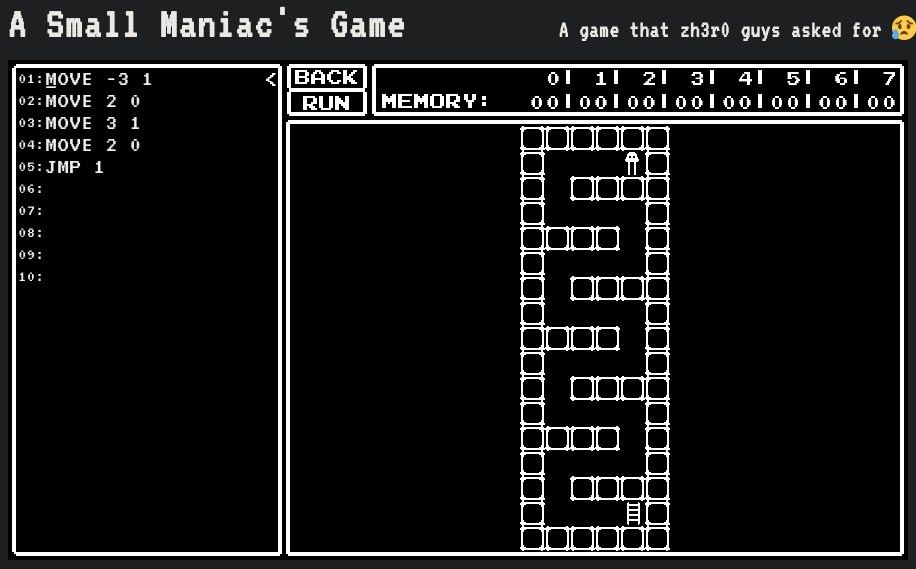 A Small Maniac's Game
A game that zh3r0 guys asked for 😥
01:MOVE -3 1 <
02:MOVE 2 0
03:MOVE 3 1
04:MOVE 2 0
05:JMP 1
06:
07:
08:
09:
10:
BACK
RUN
0| 1| 2| 3| 4| 5| 6| 7
MEMORY: 00|00|00|00|00|00|00|00